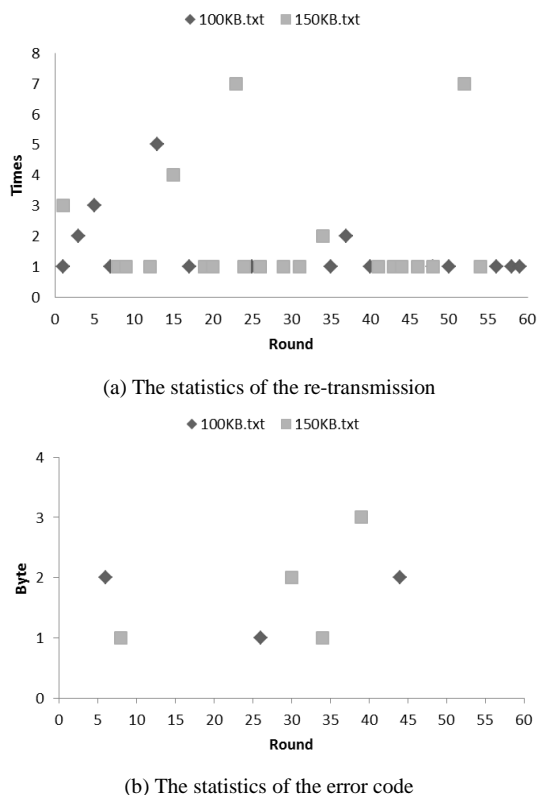 ◆ 100KB.txt ■ 150KB.txt
8
7
6
5
4
3
2
1
0
Times
0 5 10 15 20 25 30 35 40 45 50 55 60
Round
(a) The statistics of the re-transmission
◆ 100KB.txt ■ 150KB.txt
4
3
2
1
0
Byte
0 5 10 15 20 25 30 35 40 45 50 55 60
Round
(b) The statistics of the error code